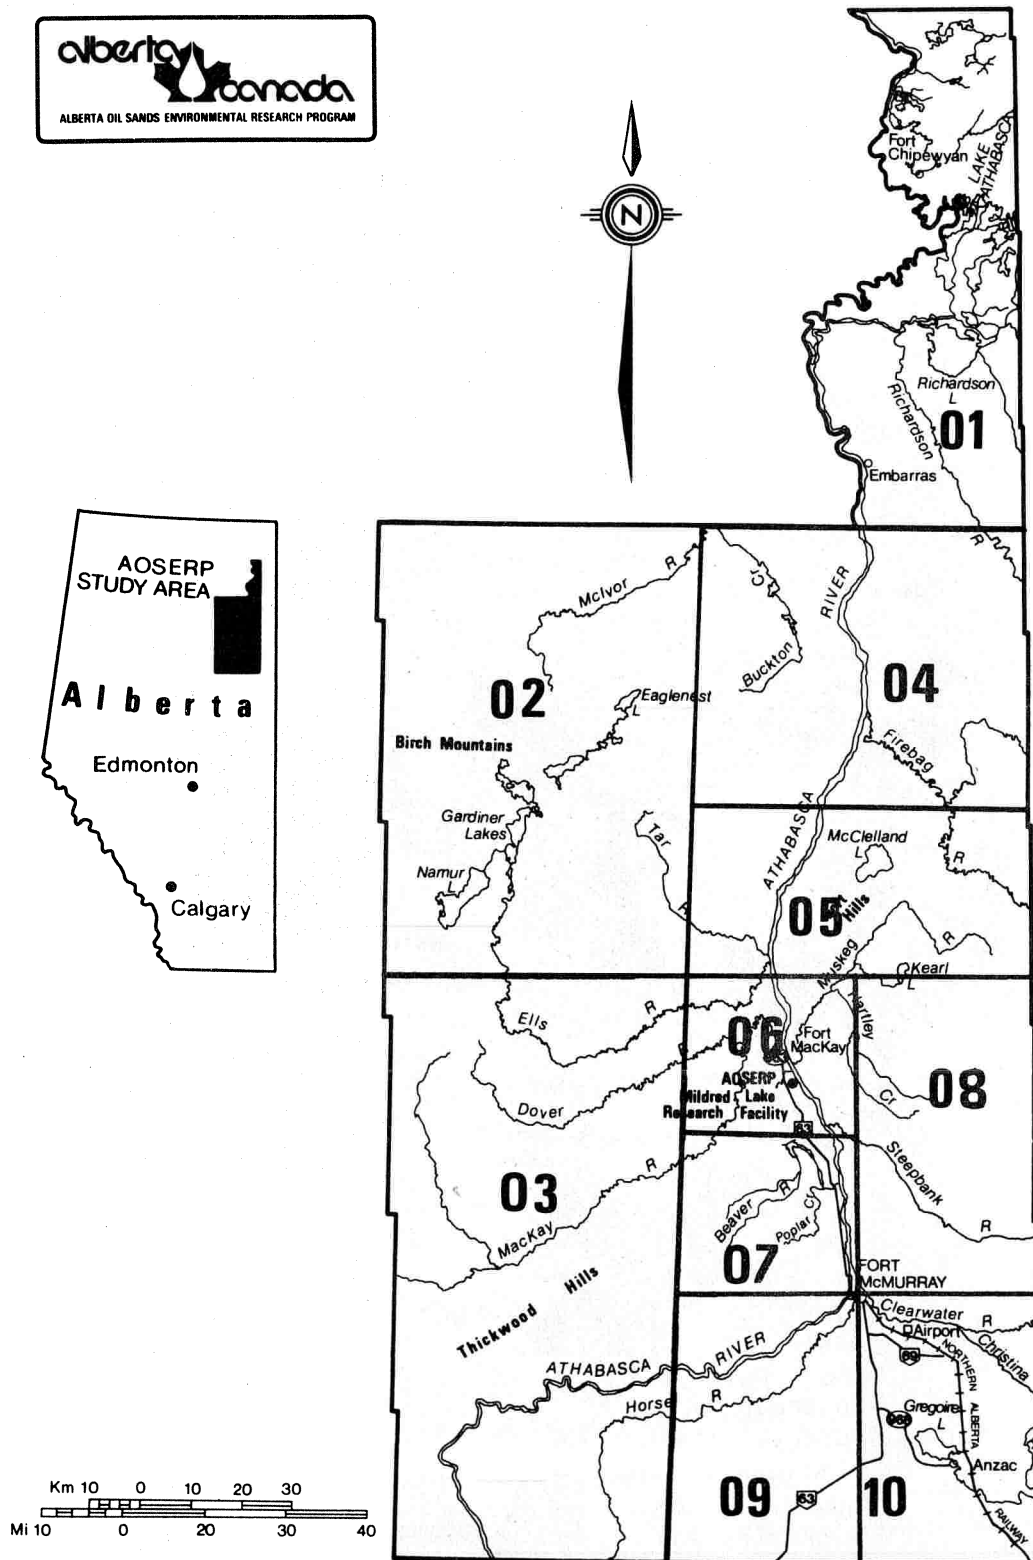 alberta
canada
ALBERTA OIL SANDS ENVIRONMENTAL RESEARCH PROGRAM
N
Fort
Chipewyan
LAKE
ATHABASCA
Richardson
L
Richardson
R
01
Embarras
AOSERP
STUDY AREA
Alberta
Edmonton
Calgary
McIvor R
Cr
Buckton
RIVER
02
Eaglenest
L
04
Birch Mountains
Firebag
R
Gardiner
Lakes
Namur
L
Tar
R
ATHABASCA
McClelland
L
05
Hills
Muskeg
R
Kearl
L
Ells
R
06
Fort
MacKay
Hartley
Cr
AOSERP
Mildred Lake
Research Facility
08
Dover
R
63
03
MacKay
R
Steepbank
R
Beaver
R
Poplar Cr
07
FORT
McMURRAY
Thickwood Hills
Clearwater
R
Airport
Christina
69
NORTHERN ALBERTA RAILWAY
ATHABASCA RIVER
Horse R
Gregoire
L
Anzac
09
63
10
Km 10 0 10 20 30
Mi 10 0 20 30 40